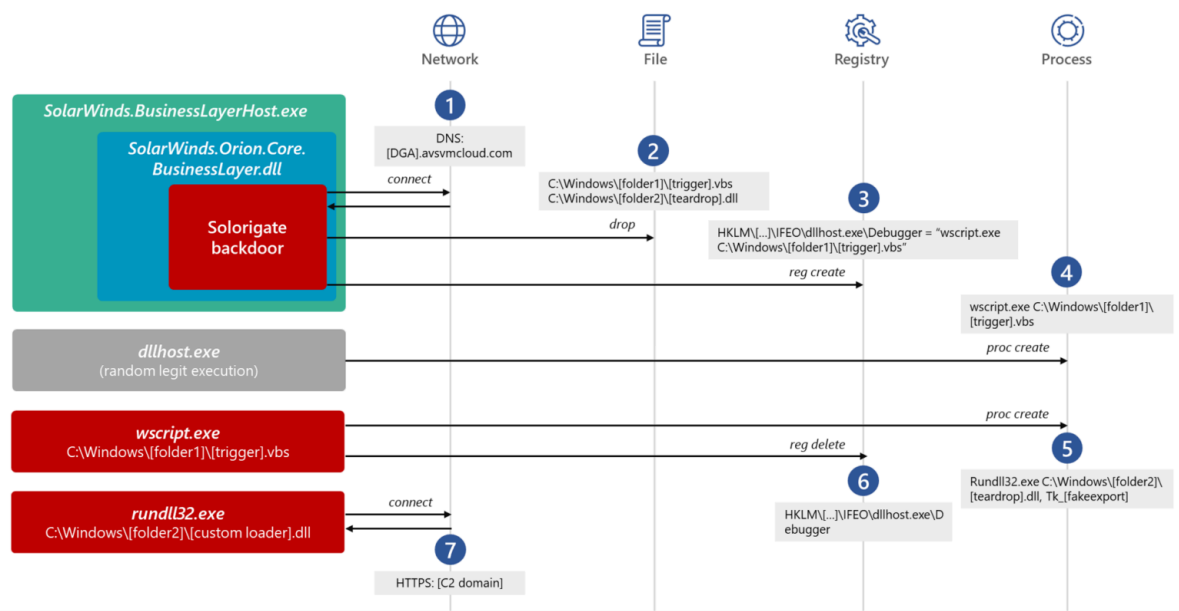 Network
File
Registry
Process
SolarWinds.BusinessLayerHost.exe
SolarWinds.Orion.Core.
BusinessLayer.dll
Solorigate
backdoor
1
DNS:
[DGA].avsvmcloud.com
connect
2
C:\Windows\[folder1]\[trigger].vbs
C:\Windows\[folder2]\[teardrop].dll
drop
3
HKLM\[...]\IFEO\dllhost.exe\Debugger = "wscript.exe
C:\Windows\[folder1]\[trigger].vbs"
reg create
4
wscript.exe C:\Windows\[folder1]\
[trigger].vbs
dllhost.exe
(random legit execution)
proc create
wscript.exe
C:\Windows\[folder1]\[trigger].vbs
proc create
5
Rundll32.exe C:\Windows\[folder2]\
[teardrop].dll, Tk_[fakeexport]
reg delete
6
HKLM\[...]\IFEO\dllhost.exe\D
ebugger
rundll32.exe
C:\Windows\[folder2]\[custom loader].dll
connect
7
HTTPS: [C2 domain]